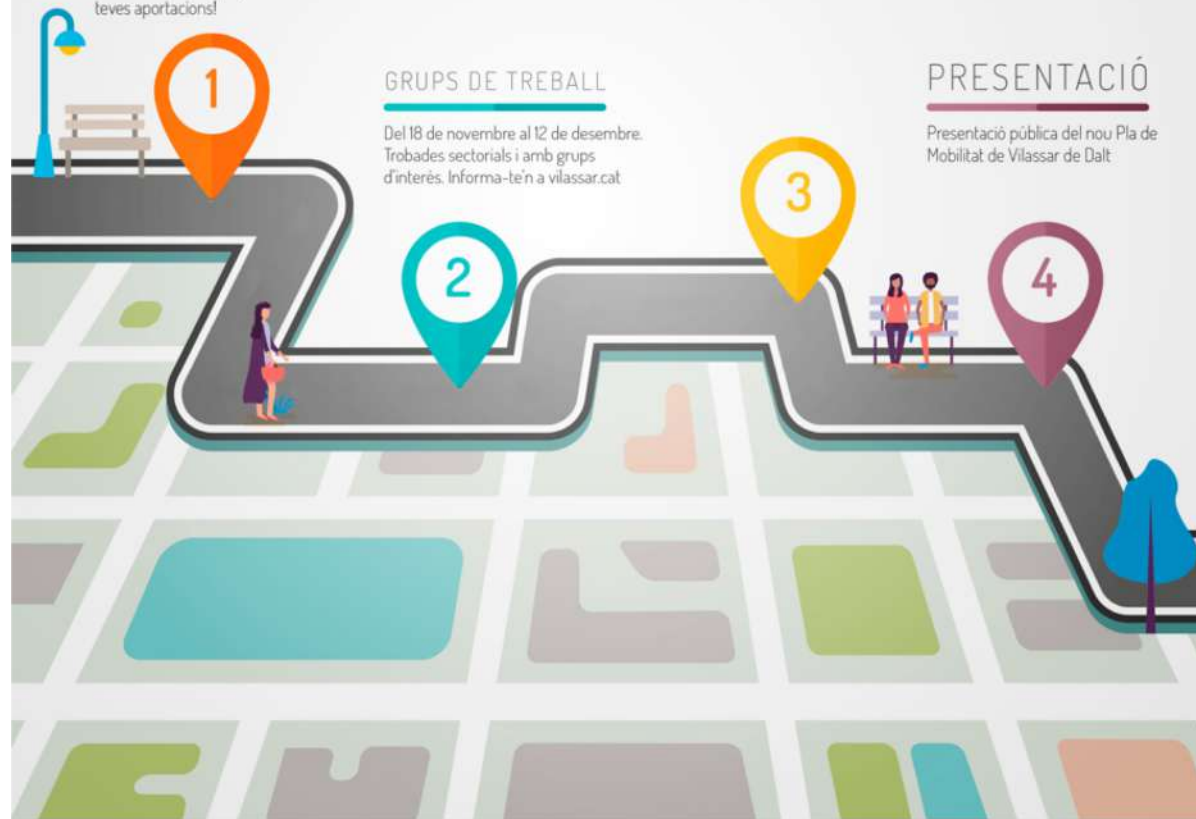 teves aportacions!
1
GRUPS DE TREBALL
Del 18 de novembre al 12 de desembre.
Trobades sectorials i amb grups
d'interès. Informa-te'n a vilassar.cat
2
3
PRESENTACIÓ
Presentació pública del nou Pla de
Mobilitat de Vilassar de Dalt
4